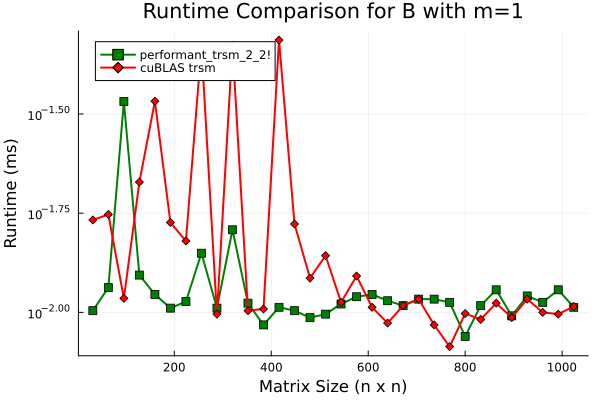 Runtime Comparison for B with m=1
performant_trsm_2_2!
cuBLAS trsm
Runtime (ms)
10^-1.50
10^-1.75
10^-2.00
200 400 600 800 1000
Matrix Size (n x n)